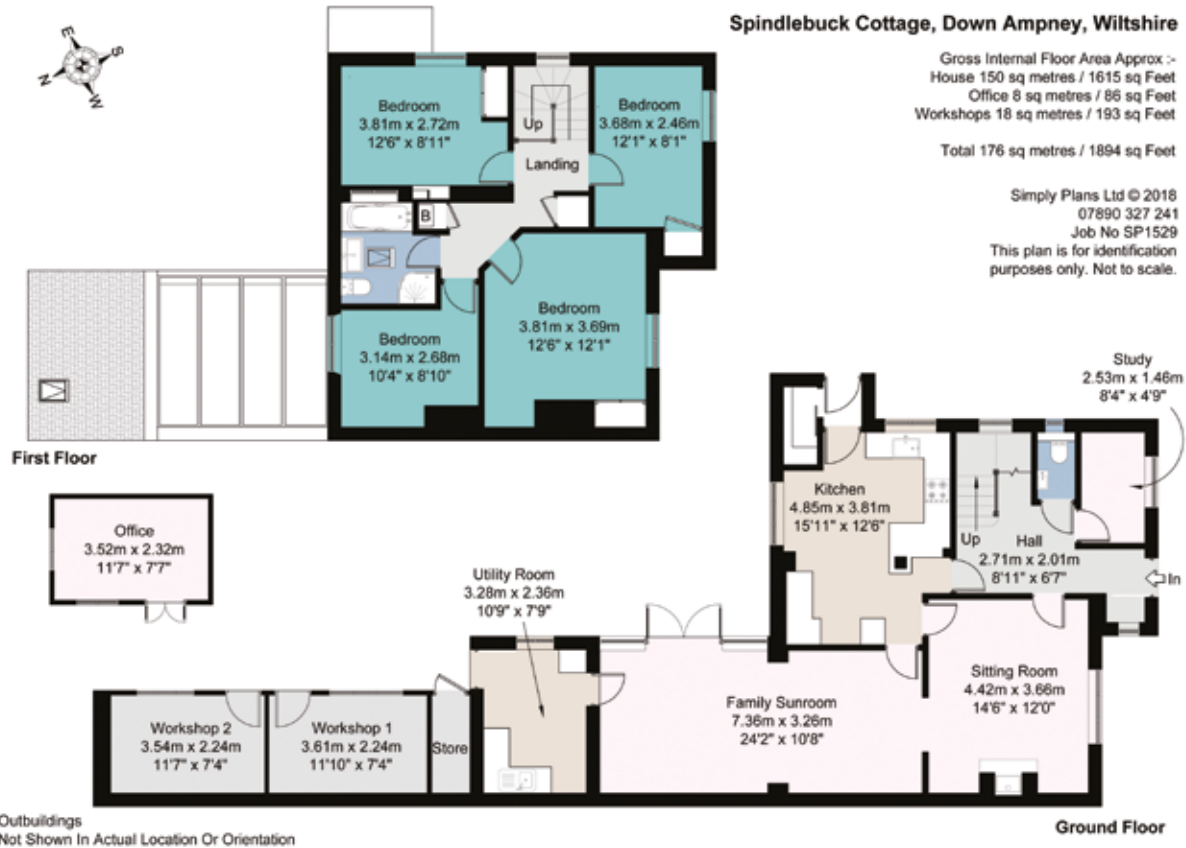 Spindlebuck Cottage, Down Ampney, Wiltshire
Gross Internal Floor Area Approx :-
House 150 sq metres / 1615 sq Feet
Office 8 sq metres / 86 sq Feet
Workshops 18 sq metres / 193 sq Feet
Total 176 sq metres / 1894 sq Feet
Simply Plans Ltd © 2018
07890 327 241
Job No SP1529
This plan is for identification
purposes only. Not to scale.
E
S
N
W
Bedroom
3.81m x 2.72m
12'6" x 8'11"
Up
Landing
Bedroom
3.68m x 2.46m
12'1" x 8'1"
B
Bedroom
3.14m x 2.68m
10'4" x 8'10"
Bedroom
3.81m x 3.69m
12'6" x 12'1"
First Floor
Study
2.53m x 1.46m
8'4" x 4'9"
Kitchen
4.85m x 3.81m
15'11" x 12'6"
Up
Hall
2.71m x 2.01m
8'11" x 6'7"
In
Office
3.52m x 2.32m
11'7" x 7'7"
Utility Room
3.28m x 2.36m
10'9" x 7'9"
Family Sunroom
7.36m x 3.26m
24'2" x 10'8"
Sitting Room
4.42m x 3.66m
14'6" x 12'0"
Workshop 2
3.54m x 2.24m
11'7" x 7'4"
Workshop 1
3.61m x 2.24m
11'10" x 7'4"
Store
Outbuildings
Not Shown In Actual Location Or Orientation
Ground Floor